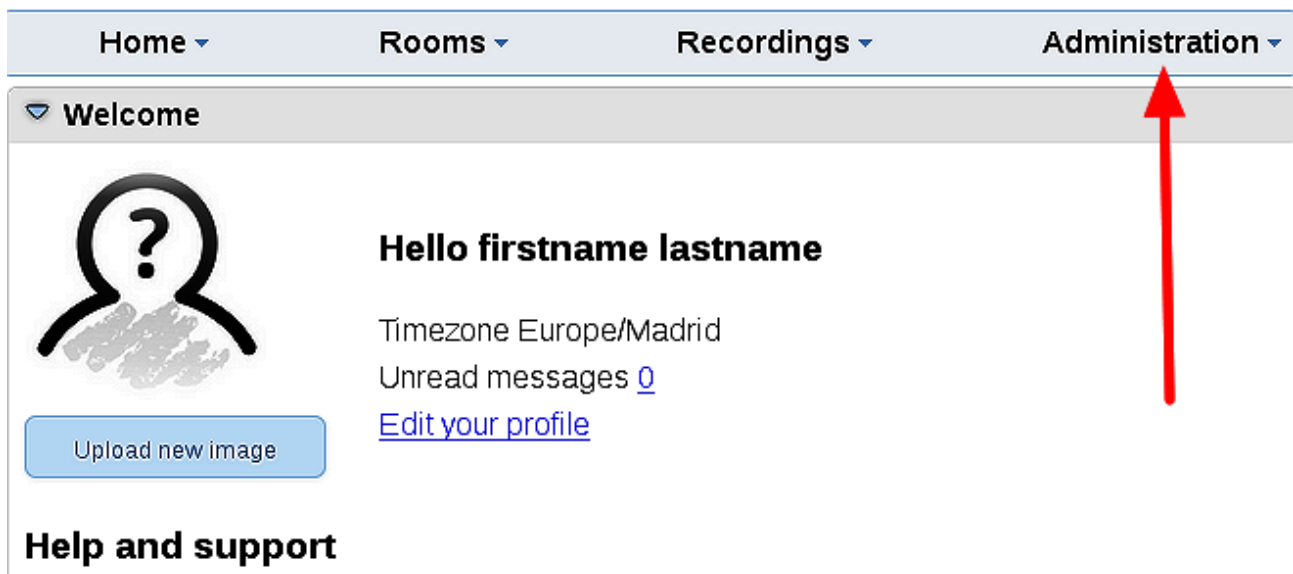 Home Rooms Recordings Administration
Welcome
?
Hello firstname lastname
Timezone Europe/Madrid
Unread messages 0
Edit your profile
Upload new image
Help and support